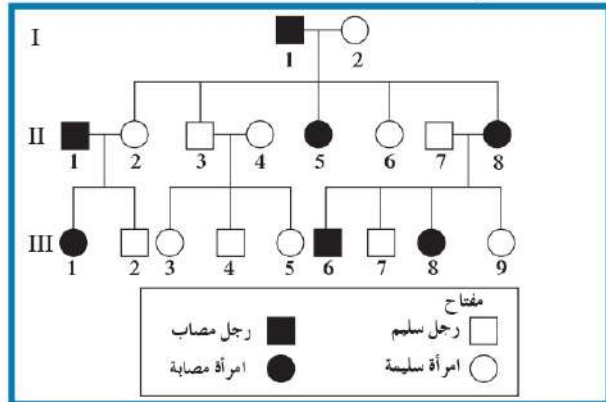 I
1 2
II
1 2 3 4 5 6 7 8
III
1 2 3 4 5 6 7 8 9
مفتاح
رجل سليم
رجل مصاب
امرأة سليمة
امرأة مصابة